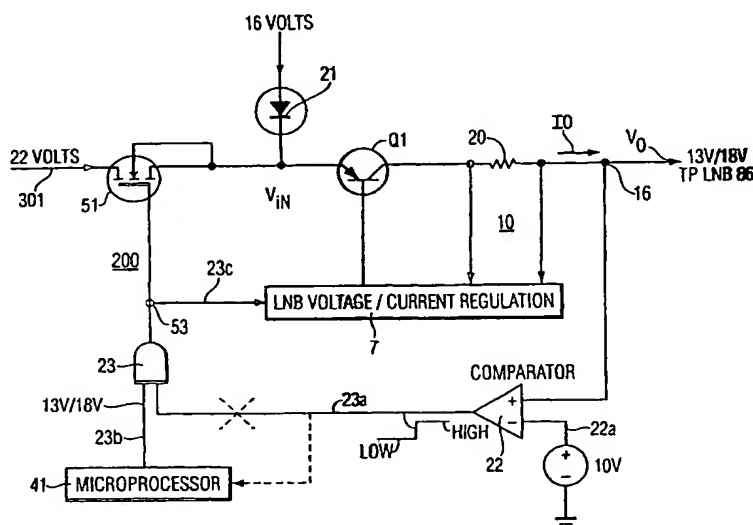 16 VOLTS
21
Q1
20
IO
VO
22 VOLTS
301
51
VIN
10
16
13V/18V
TP LNB 86
200
23c
LNB VOLTAGE / CURRENT REGULATION
7
53
23
COMPARATOR
13V/18V
23a
+
-
22a
23b
LOW
HIGH
22
+
-
10V
41
MICROPROCESSOR